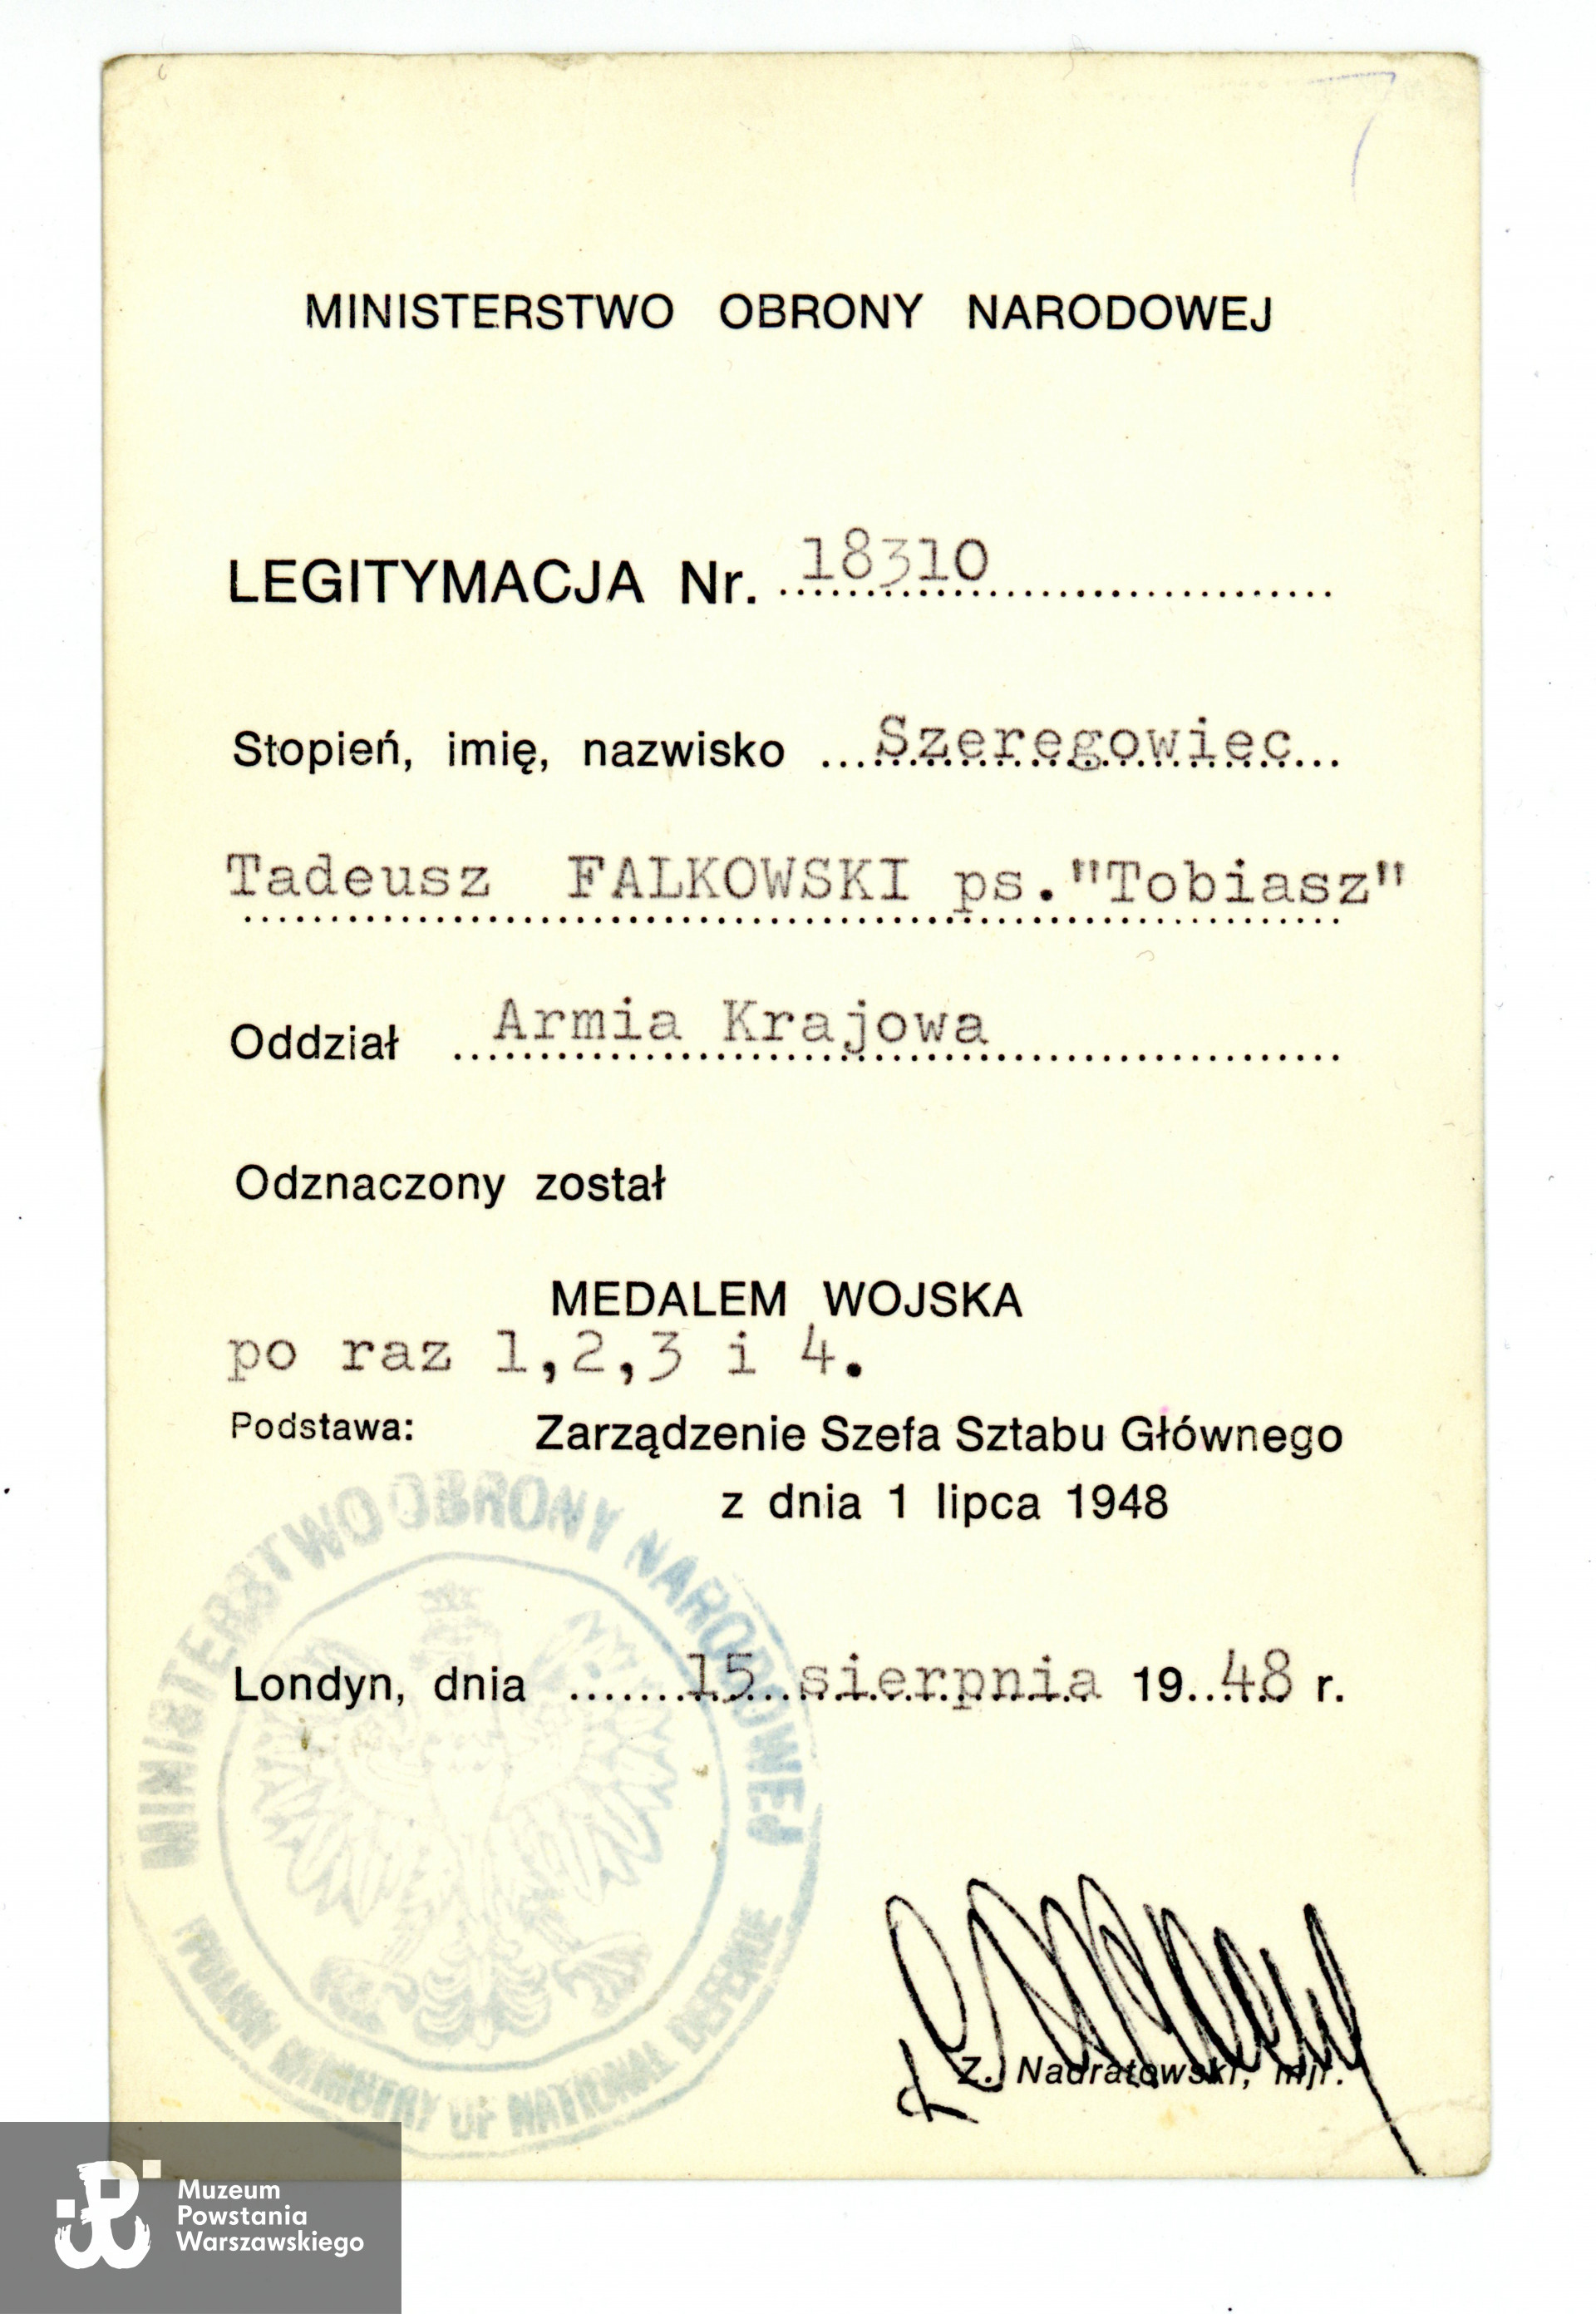 MINISTERSTWO OBRONY NARODOWEJ
LEGITYMACJA Nr. 18310
Stopień, imię, nazwisko ...Szeregowiec...
Tadeusz FALKOWSKI ps."Tobiasz"
Oddział Armia Krajowa
Odznaczony został
MEDALEM WOJSKA
po raz 1,2,3 i 4.
Podstawa: Zarządzenie Szefa Sztabu Głównego
z dnia 1 lipca 1948
Londyn, dnia 15 sierpnia 19 48 r.
MINISTERSTWO OBRONY NARODOWEJ
POLISH MINISTRY OF NATIONAL DEFENCE
Z. Nadratowski, mjr.
Muzeum
Powstania
Warszawskiego